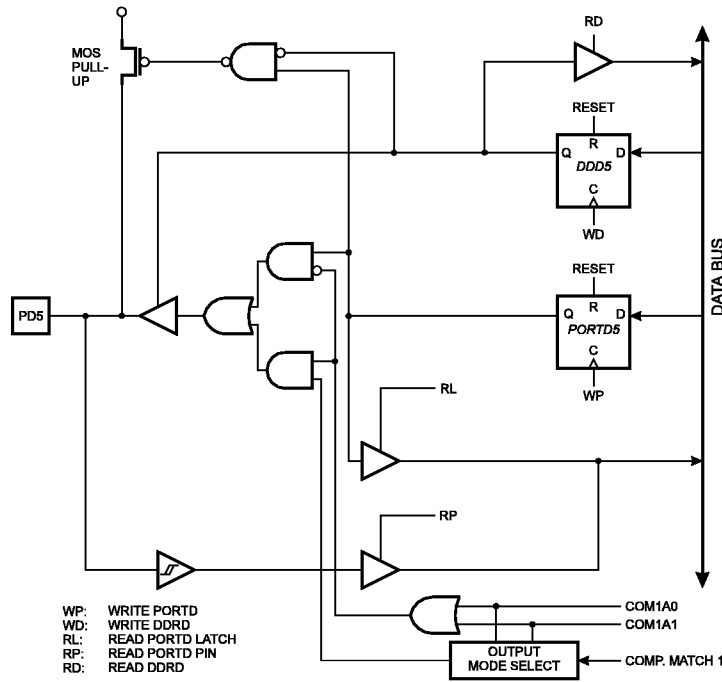 RD
MOS
PULL-
UP
RESET
R
Q
D
DDD5
C
WD
DATA BUS
RESET
PD5
R
Q
D
PORTD5
C
WP
RL
RP
WP: WRITE PORTD
WD: WRITE DDRD
RL: READ PORTD LATCH
RP: READ PORTD PIN
RD: READ DDRD
COM1A0
COM1A1
OUTPUT
MODE SELECT
COMP. MATCH 1